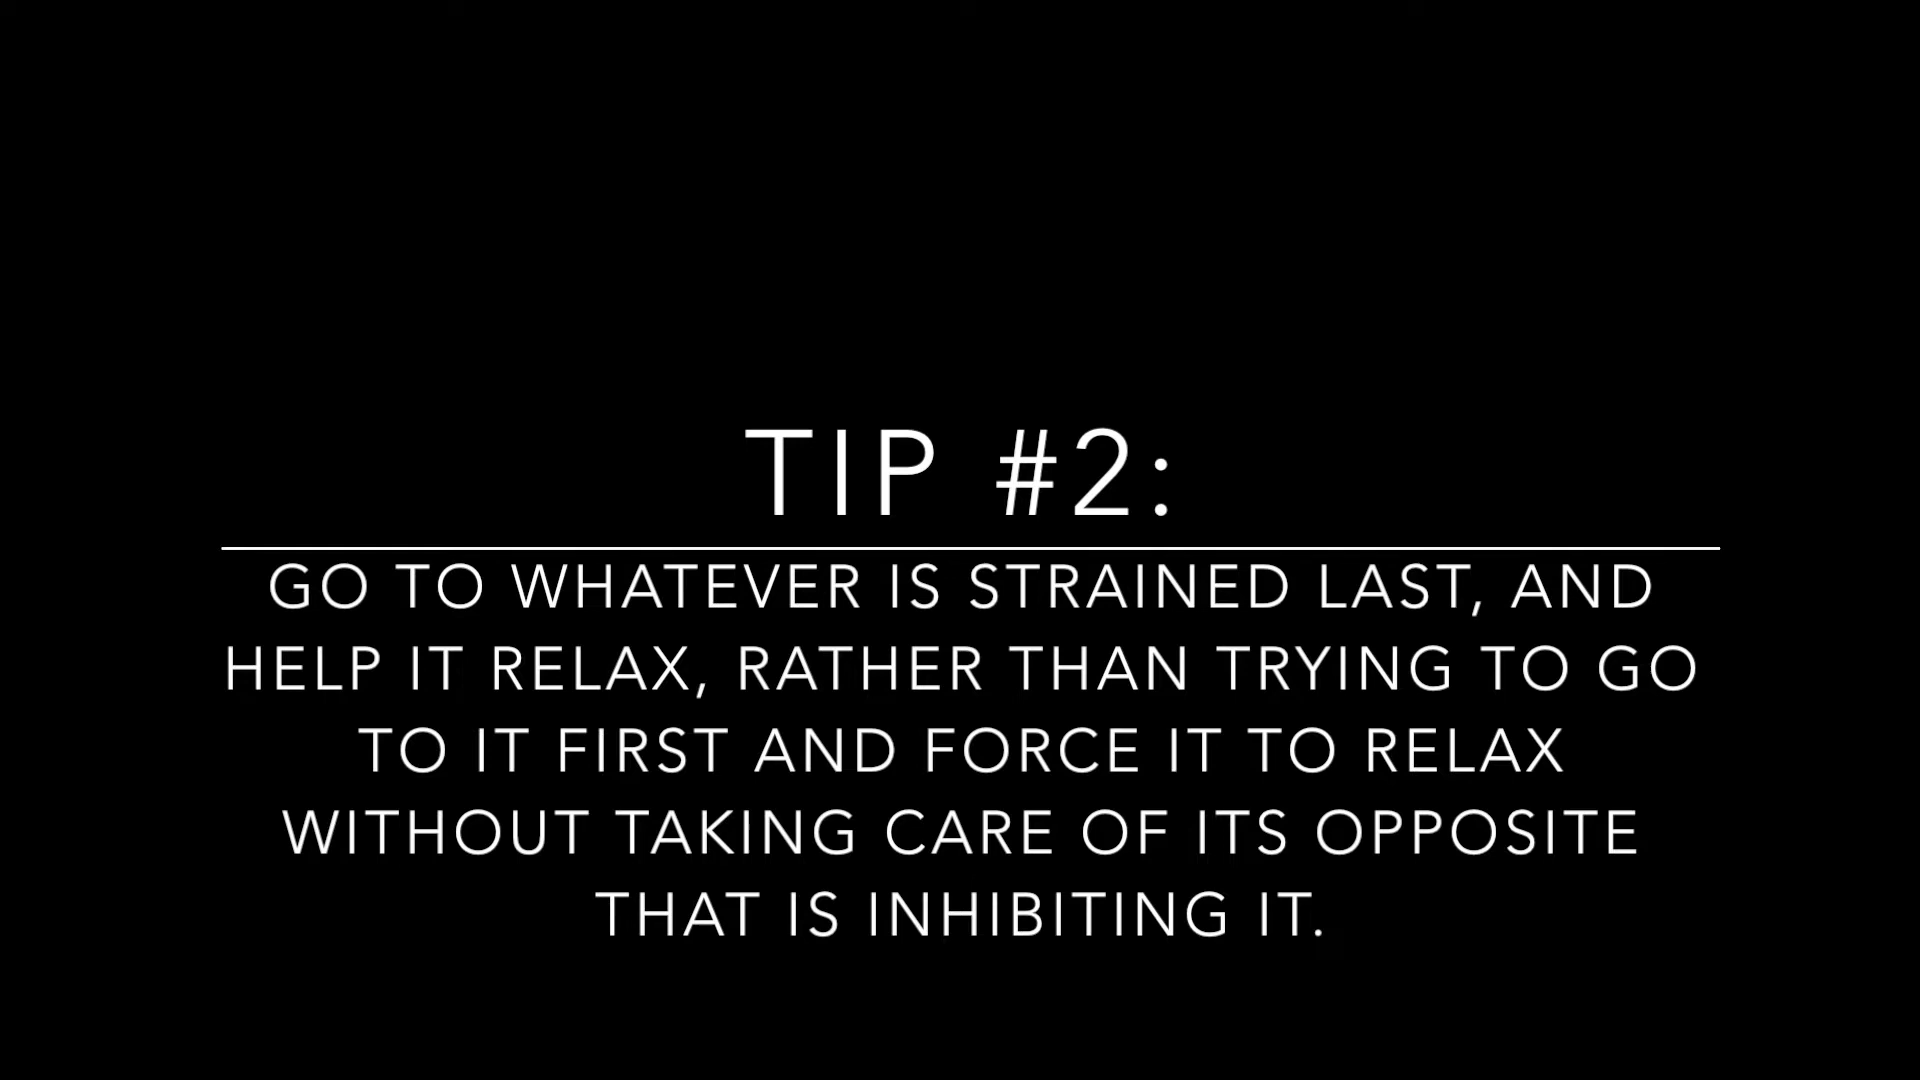 TIP #2:
GO TO WHATEVER IS STRAINED LAST, AND
HELP IT RELAX, RATHER THAN TRYING TO GO
TO IT FIRST AND FORCE IT TO RELAX
WITHOUT TAKING CARE OF ITS OPPOSITE
THAT IS INHIBITING IT.